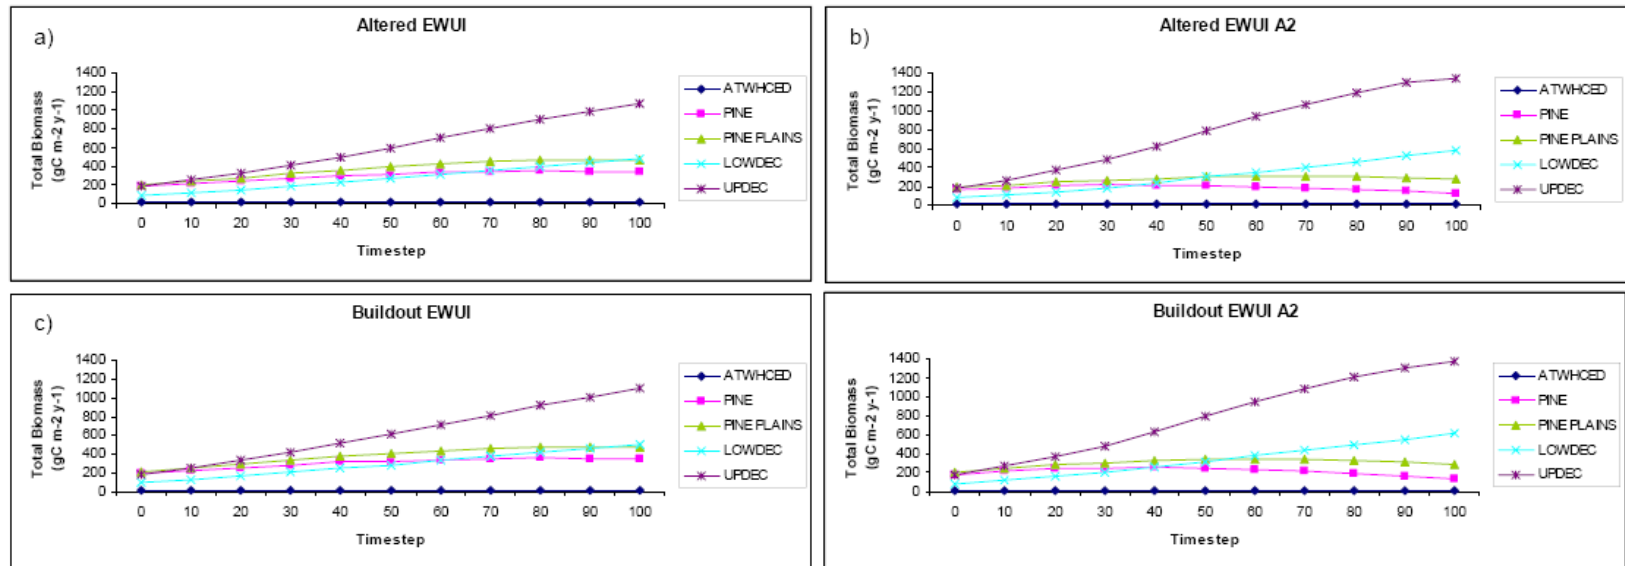 a)
Altered EWUI
Total Biomass
(gC m-2 y-1)
1400
1200
1000
800
600
400
200
0
0 10 20 30 40 50 60 70 80 90 100
Timestep
ATWHCED
PINE
PINE PLAINS
LOWDEC
UPDEC
b)
Altered EWUI A2
Total Biomass
(gC m-2 y-1)
1400
1200
1000
800
600
400
200
0
0 10 20 30 40 50 60 70 80 90 100
Timestep
ATWHCED
PINE
PINE PLAINS
LOWDEC
UPDEC
c)
Buildout EWUI
Total Biomass
(gC m-2 y-1)
1400
1200
1000
800
600
400
200
0
0 10 20 30 40 50 60 70 80 90 100
Timestep
ATWHCED
PINE
PINE PLAINS
LOWDEC
UPDEC
Buildout EWUI A2
Total Biomass
(gC m-2 y-1)
1400
1200
1000
800
600
400
200
0
0 10 20 30 40 50 60 70 80 90 100
Timestep
ATWHCED
PINE
PINE PLAINS
LOWDEC
UPDEC